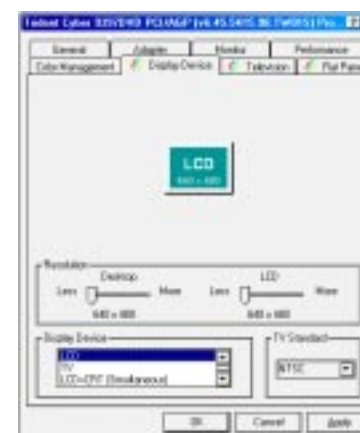 General Adapter Monitor Performance
Color Management Display Device Television Flat Pane
LCD
640 x 480
Resolution
Desktop LCD
Less More Less More
640 x 480 640 x 480
Display Device
LCD
TV
LCD+CRT (Simultaneous)
TV Standard
NTSC
OK Cancel Apply